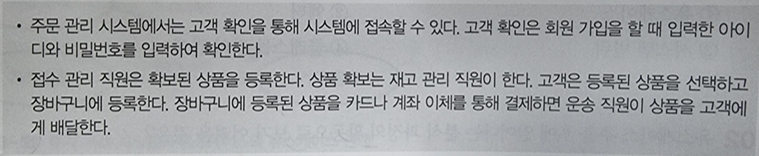 • 주문 관리 시스템에서는 고객 확인을 통해 시스템에 접속할 수 있다. 고객 확인은 회원 가입을 할 때 입력한 아이
디와 비밀번호를 입력하여 확인한다.
• 접수 관리 직원은 확보된 상품을 등록한다. 상품 확보는 재고 관리 직원이 한다. 고객은 등록된 상품을 선택하고
장바구니에 등록한다. 장바구니에 등록된 상품을 카드나 계좌 이체를 통해 결제하면 운송 직원이 상품을 고객에
게 배달한다.